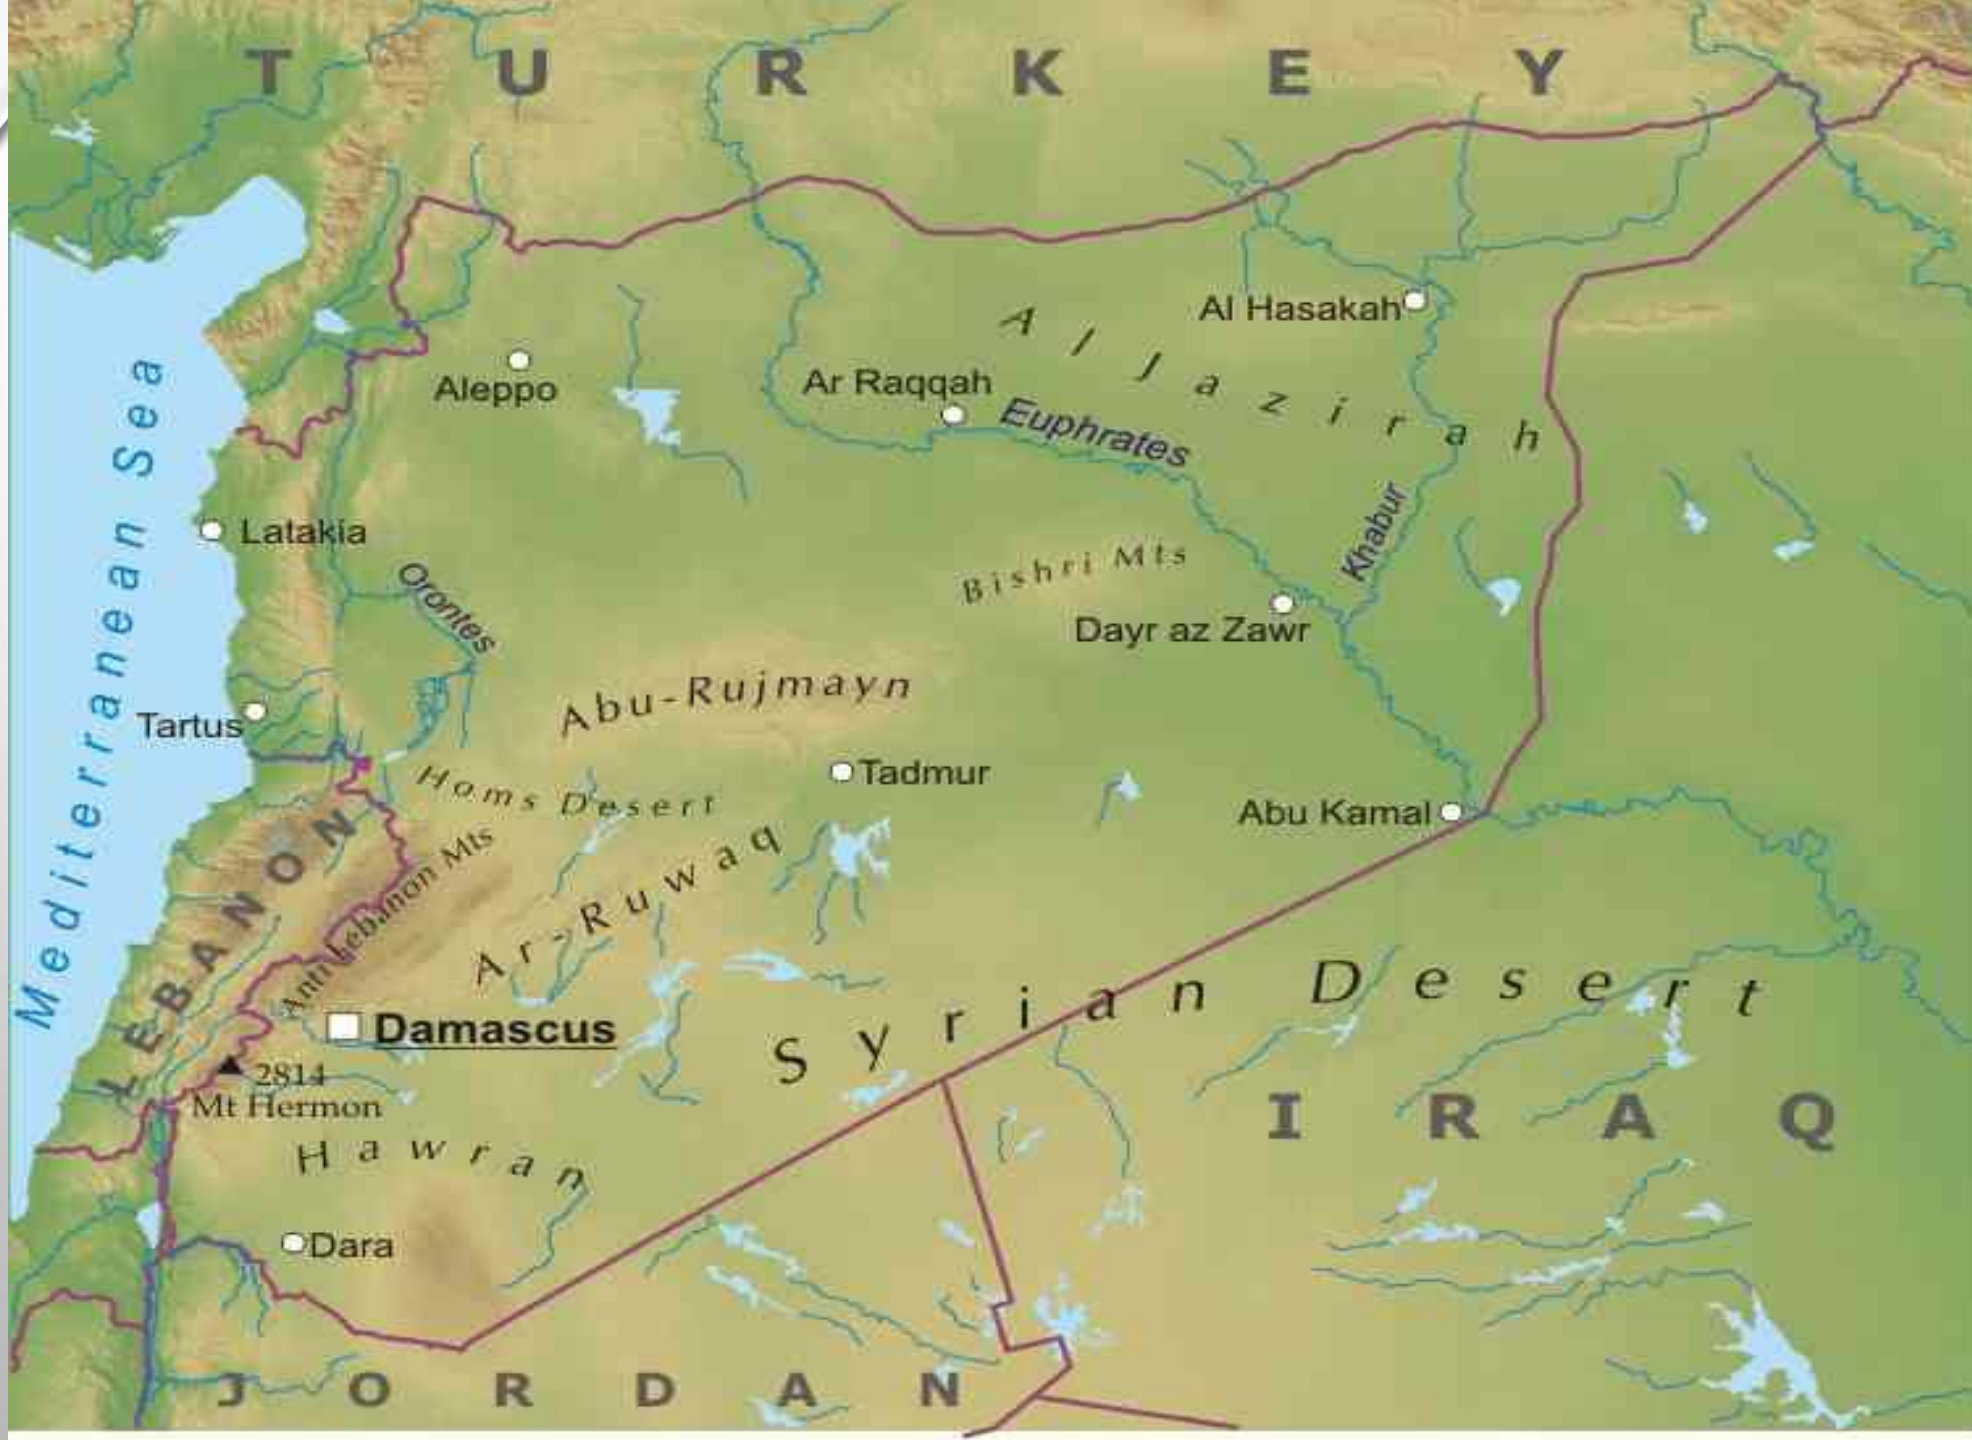 TURKEY
Al Hasakah
Al Jazirah
Aleppo
Ar Raqqah
Euphrates
Mediterranean Sea
Latakia
Khabur
Orontes
Bishri Mts
Dayr az Zawr
Abu-Rujmayn
Tartus
Tadmur
Homs Desert
Abu Kamal
LEBANON
Anti Lebanon Mts
Ar-Ruwaq
Syrian Desert
Damascus
2814
Mt Hermon
IRAQ
Hawran
Dara
JORDAN